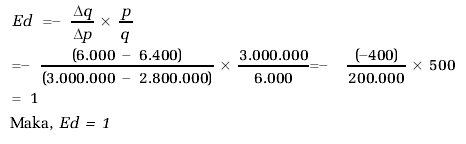 Ed =− Δq/Δp × p/q
=− (6.000 − 6.400)/(3.000.000 − 2.800.000) × 3.000.000/6.000 =− (−400)/200.000 × 500
= 1
Maka, Ed = 1